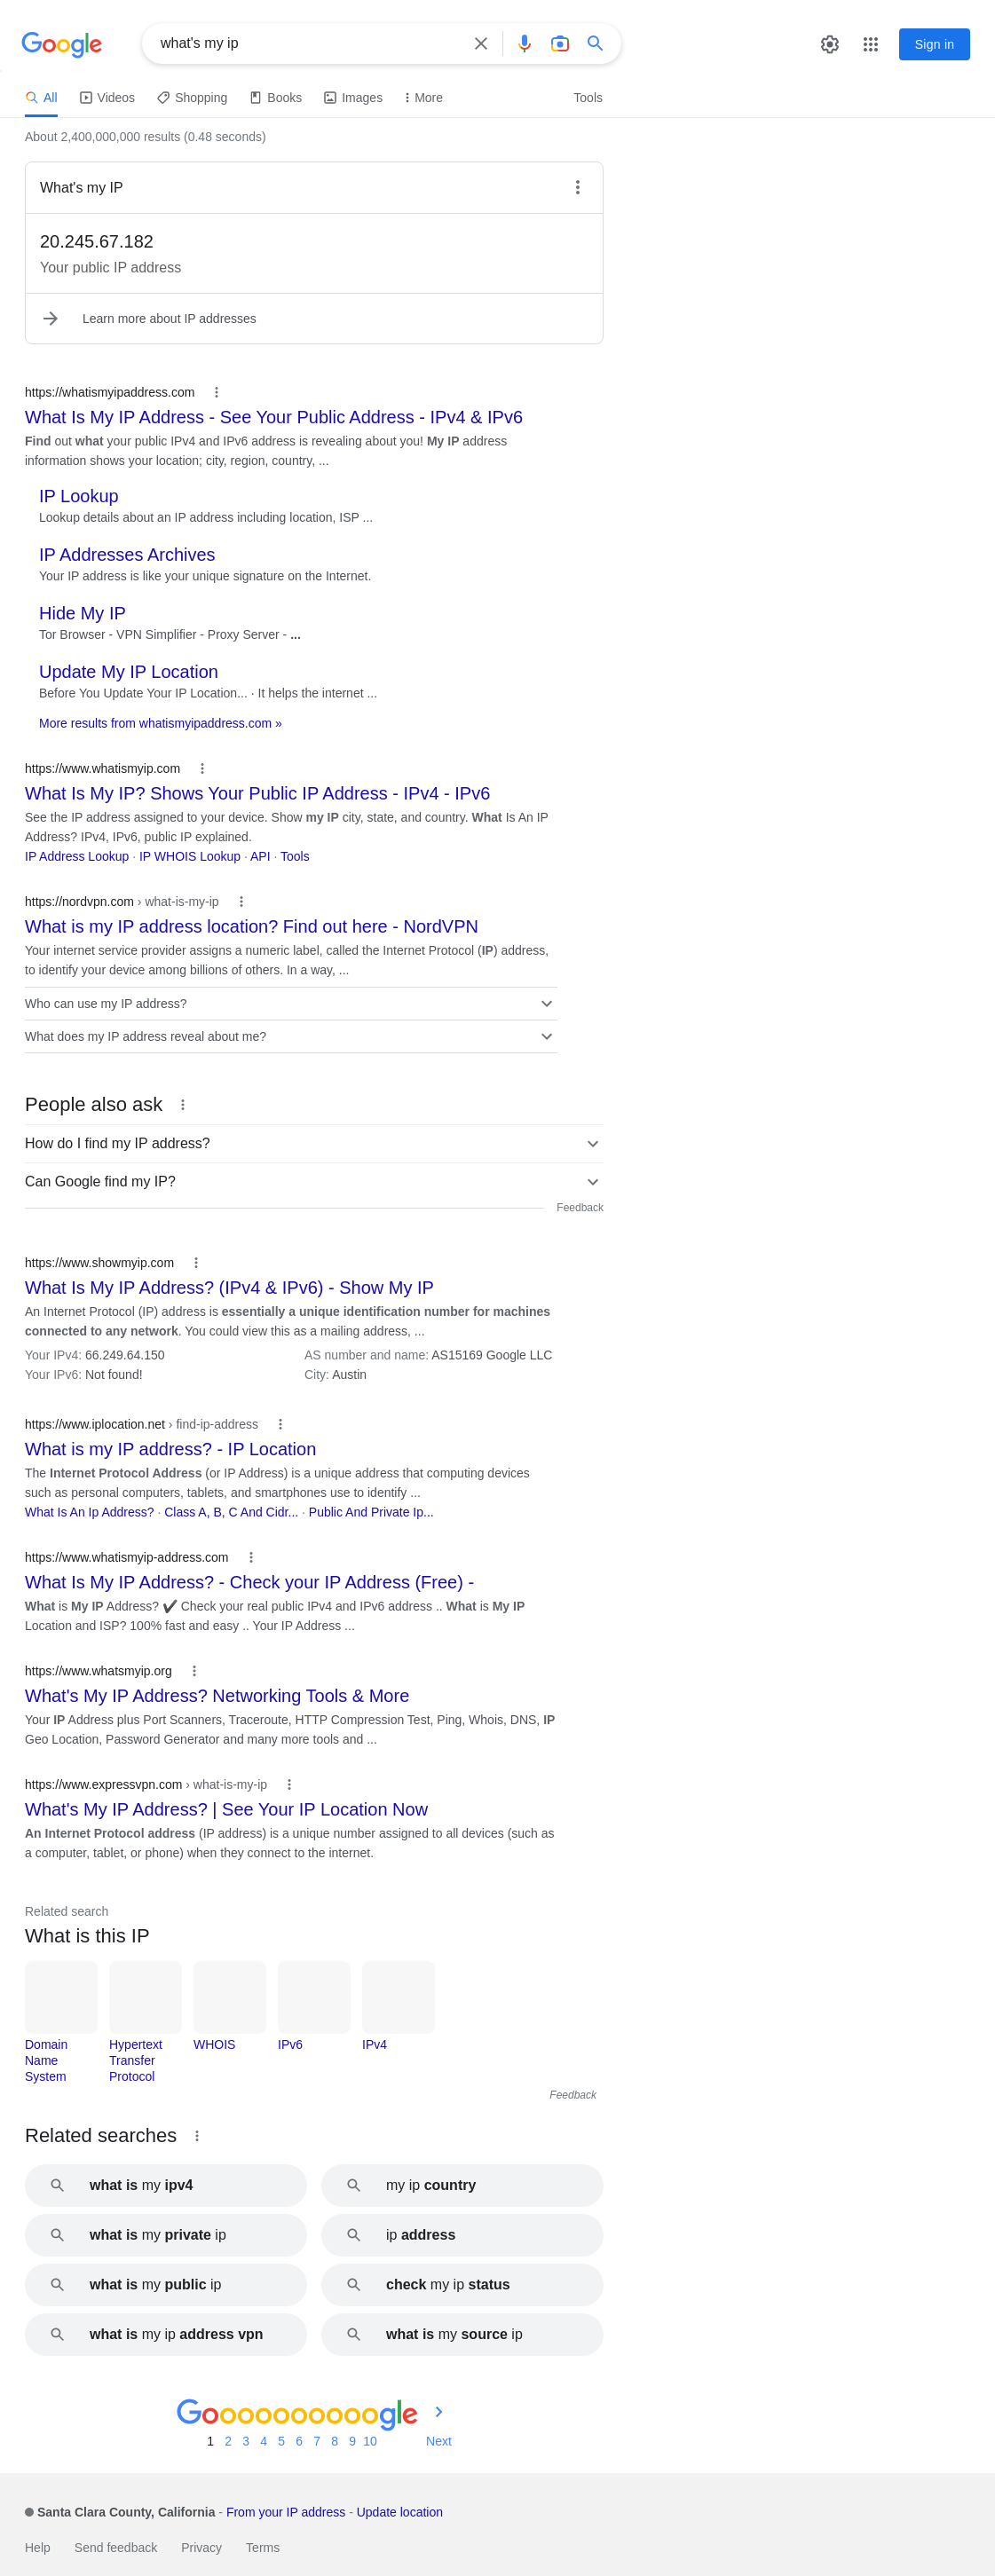 Google
what's my ip
Sign in
All Videos Shopping Books Images More Tools
About 2,400,000,000 results (0.48 seconds)
What's my IP
20.245.67.182
Your public IP address
Learn more about IP addresses
https://whatismyipaddress.com
What Is My IP Address - See Your Public Address - IPv4 & IPv6
Find out what your public IPv4 and IPv6 address is revealing about you! My IP address
information shows your location; city, region, country, ...
IP Lookup
Lookup details about an IP address including location, ISP ...
IP Addresses Archives
Your IP address is like your unique signature on the Internet.
Hide My IP
Tor Browser - VPN Simplifier - Proxy Server - ...
Update My IP Location
Before You Update Your IP Location... · It helps the internet ...
More results from whatismyipaddress.com »
https://www.whatismyip.com
What Is My IP? Shows Your Public IP Address - IPv4 - IPv6
See the IP address assigned to your device. Show my IP city, state, and country. What Is An IP
Address? IPv4, IPv6, public IP explained.
IP Address Lookup · IP WHOIS Lookup · API · Tools
https://nordvpn.com › what-is-my-ip
What is my IP address location? Find out here - NordVPN
Your internet service provider assigns a numeric label, called the Internet Protocol (IP) address,
to identify your device among billions of others. In a way, ...
Who can use my IP address?
What does my IP address reveal about me?
People also ask
How do I find my IP address?
Can Google find my IP?
Feedback
https://www.showmyip.com
What Is My IP Address? (IPv4 & IPv6) - Show My IP
An Internet Protocol (IP) address is essentially a unique identification number for machines
connected to any network. You could view this as a mailing address, ...
Your IPv4: 66.249.64.150 AS number and name: AS15169 Google LLC
Your IPv6: Not found! City: Austin
https://www.iplocation.net › find-ip-address
What is my IP address? - IP Location
The Internet Protocol Address (or IP Address) is a unique address that computing devices
such as personal computers, tablets, and smartphones use to identify ...
What Is An Ip Address? · Class A, B, C And Cidr... · Public And Private Ip...
https://www.whatismyip-address.com
What Is My IP Address? - Check your IP Address (Free) -
What is My IP Address? ✔ Check your real public IPv4 and IPv6 address .. What is My IP
Location and ISP? 100% fast and easy .. Your IP Address ...
https://www.whatsmyip.org
What's My IP Address? Networking Tools & More
Your IP Address plus Port Scanners, Traceroute, HTTP Compression Test, Ping, Whois, DNS, IP
Geo Location, Password Generator and many more tools and ...
https://www.expressvpn.com › what-is-my-ip
What's My IP Address? | See Your IP Location Now
An Internet Protocol address (IP address) is a unique number assigned to all devices (such as
a computer, tablet, or phone) when they connect to the internet.
Related search
What is this IP
Domain Name System
Hypertext Transfer Protocol
WHOIS
IPv6
IPv4
Feedback
Related searches
what is my ipv4
my ip country
what is my private ip
ip address
what is my public ip
check my ip status
what is my ip address vpn
what is my source ip
Goooooooooogle
1 2 3 4 5 6 7 8 9 10 Next
Santa Clara County, California - From your IP address - Update location
Help Send feedback Privacy Terms